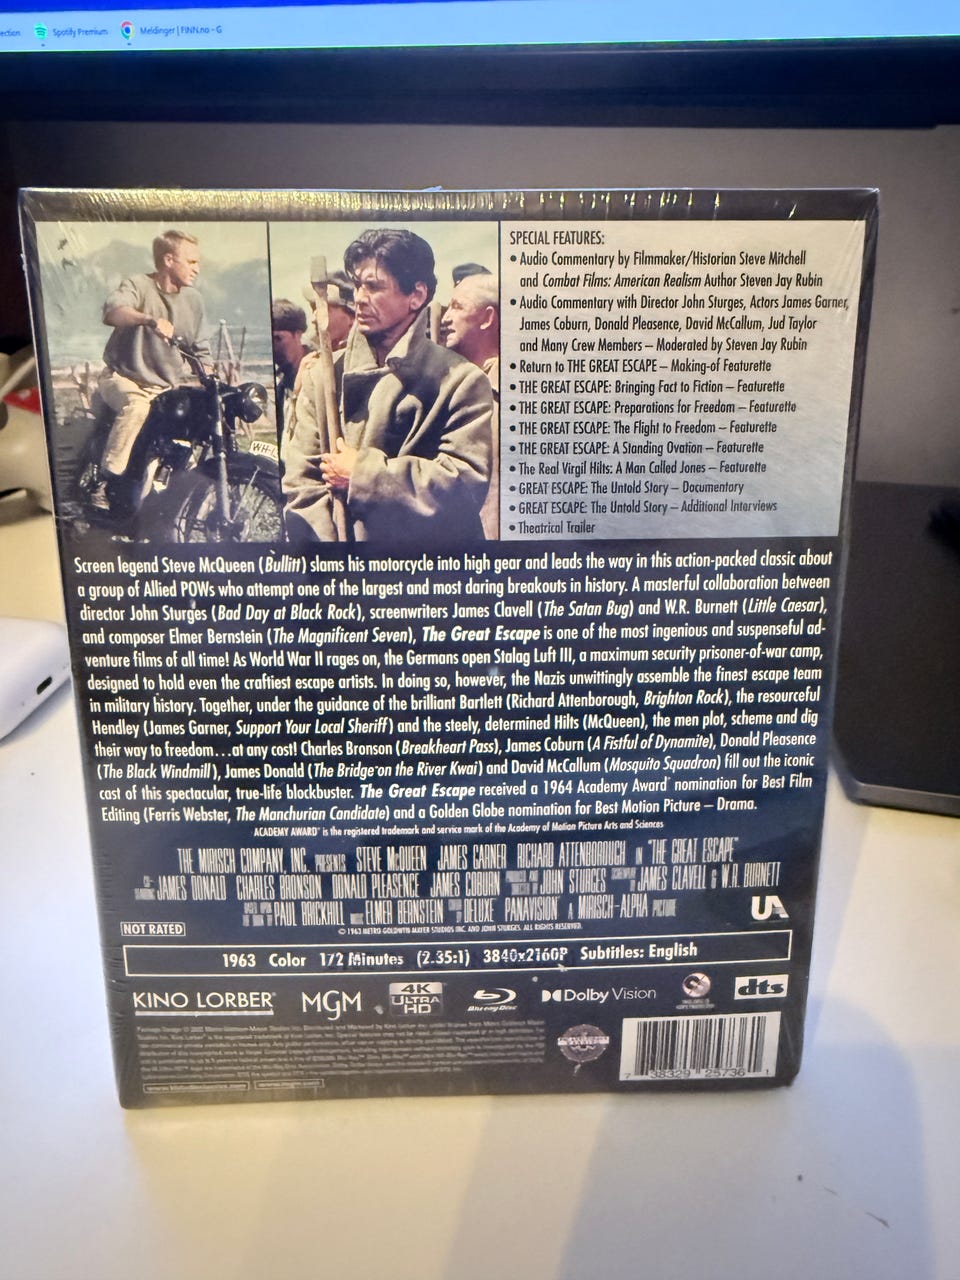 ection Spotify Premium Meldinger | FINN.no - G
SPECIAL FEATURES:
• Audio Commentary by Filmmaker/Historian Steve Mitchell
and Combat Films: American Realism Author Steven Jay Rubin
• Audio Commentary with Director John Sturges, Actors James Garner,
James Coburn, Donald Pleasence, David McCallum, Jud Taylor
and Many Crew Members – Moderated by Steven Jay Rubin
• Return to THE GREAT ESCAPE – Making-of Featurette
• THE GREAT ESCAPE: Bringing Fact to Fiction – Featurette
• THE GREAT ESCAPE: Preparations for Freedom – Featurette
• THE GREAT ESCAPE: The Flight to Freedom – Featurette
• THE GREAT ESCAPE: A Standing Ovation – Featurette
• The Real Virgil Hilts: A Man Called Jones – Featurette
• GREAT ESCAPE: The Untold Story – Documentary
• GREAT ESCAPE: The Untold Story – Additional Interviews
• Theatrical Trailer
WH-
Screen legend Steve McQueen (Bullitt) slams his motorcycle into high gear and leads the way in this action-packed classic about
a group of Allied POWs who attempt one of the largest and most daring breakouts in history. A masterful collaboration between
director John Sturges (Bad Day at Black Rock), screenwriters James Clavell (The Satan Bug) and W.R. Burnett (Little Caesar),
and composer Elmer Bernstein (The Magnificent Seven), The Great Escape is one of the most ingenious and suspenseful ad-
venture films of all time! As World War II rages on, the Germans open Stalag Luft III, a maximum security prisoner-of-war camp,
designed to hold even the craftiest escape artists. In doing so, however, the Nazis unwittingly assemble the finest escape team
in military history. Together, under the guidance of the brilliant Bartlett (Richard Attenborough, Brighton Rock), the resourceful
Hendley (James Garner, Support Your Local Sheriff) and the steely, determined Hilts (McQueen), the men plot, scheme and dig
their way to freedom...at any cost! Charles Bronson (Breakheart Pass), James Coburn (A Fistful of Dynamite), Donald Pleasence
(The Black Windmill), James Donald (The Bridge on the River Kwai) and David McCallum (Mosquito Squadron) fill out the iconic
cast of this spectacular, true-life blockbuster. The Great Escape received a 1964 Academy Award® nomination for Best Film
Editing (Ferris Webster, The Manchurian Candidate) and a Golden Globe nomination for Best Motion Picture – Drama.
ACADEMY AWARD® is the registered trademark and service mark of the Academy of Motion Picture Arts and Sciences
THE MIRISCH COMPANY, INC. PRESENTS STEVE McQUEEN JAMES GARNER RICHARD ATTENBOROUGH IN "THE GREAT ESCAPE"
CO-STARRING JAMES DONALD CHARLES BRONSON DONALD PLEASENCE JAMES COBURN PRODUCED AND DIRECTED BY JOHN STURGES SCREENPLAY BY JAMES CLAVELL & W.R. BURNETT
BASED UPON THE BOOK BY PAUL BRICKHILL MUSIC ELMER BERNSTEIN COLOR BY DELUXE PANAVISION® A MIRISCH-ALPHA PICTURE
UA
© 1963 METRO-GOLDWYN-MAYER STUDIOS INC. AND JOHN STURGES. ALL RIGHTS RESERVED.
NOT RATED
1963 Color 172 Minutes (2.35:1) 3840x2160P Subtitles: English
KINO LORBER® MGM 4K ULTRA HD Blu-ray Disc Dolby Vision dts
7 38329 25736 1